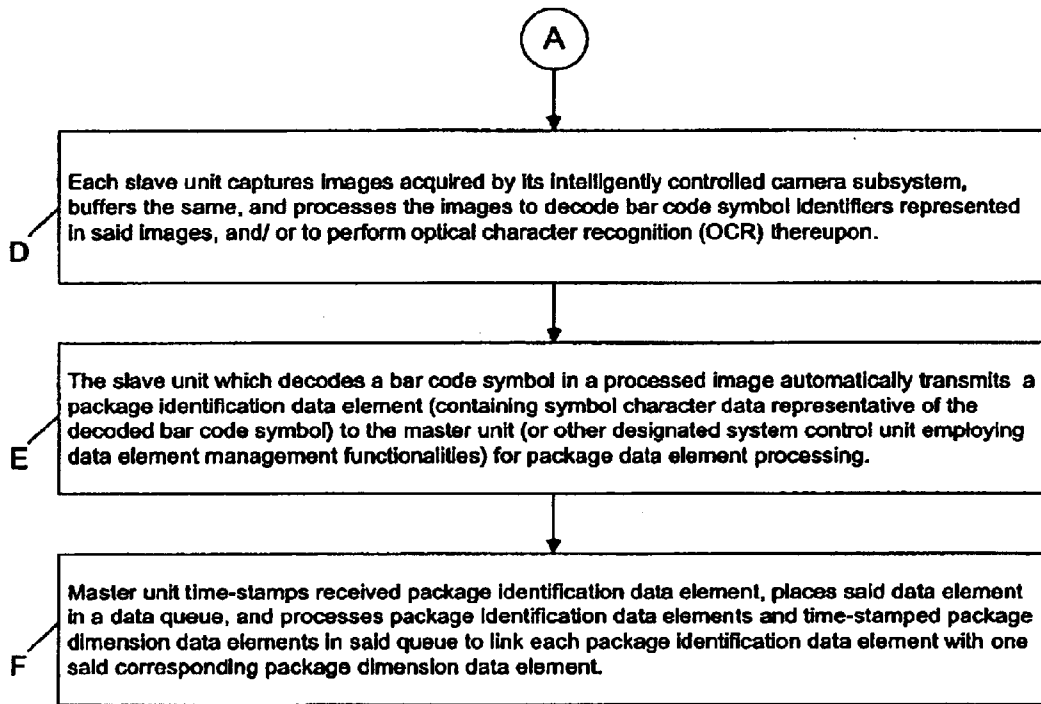 A
Each slave unit captures images acquired by its intelligently controlled camera subsystem,
buffers the same, and processes the images to decode bar code symbol identifiers represented
in said images, and/ or to perform optical character recognition (OCR) thereupon.
D
The slave unit which decodes a bar code symbol in a processed image automatically transmits a
package identification data element (containing symbol character data representative of the
decoded bar code symbol) to the master unit (or other designated system control unit employing
data element management functionalities) for package data element processing.
E
Master unit time-stamps received package identification data element, places said data element
in a data queue, and processes package identification data elements and time-stamped package
dimension data elements in said queue to link each package identification data element with one
said corresponding package dimension data element.
F